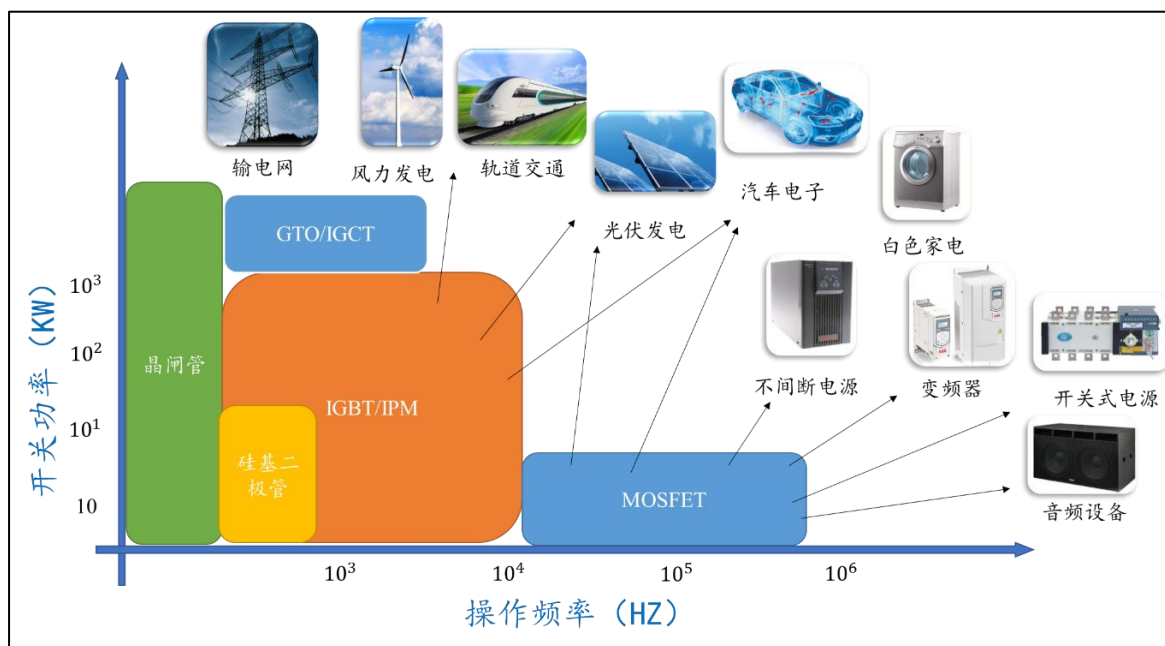 输电网
风力发电
轨道交通
光伏发电
汽车电子
白色家电
不间断电源
变频器
开关式电源
音频设备
开关功率（KW）
10³
10²
10¹
10
晶闸管
GTO/IGCT
IGBT/IPM
硅基二
极管
MOSFET
10³
10⁴
10⁵
10⁶
操作频率（HZ）